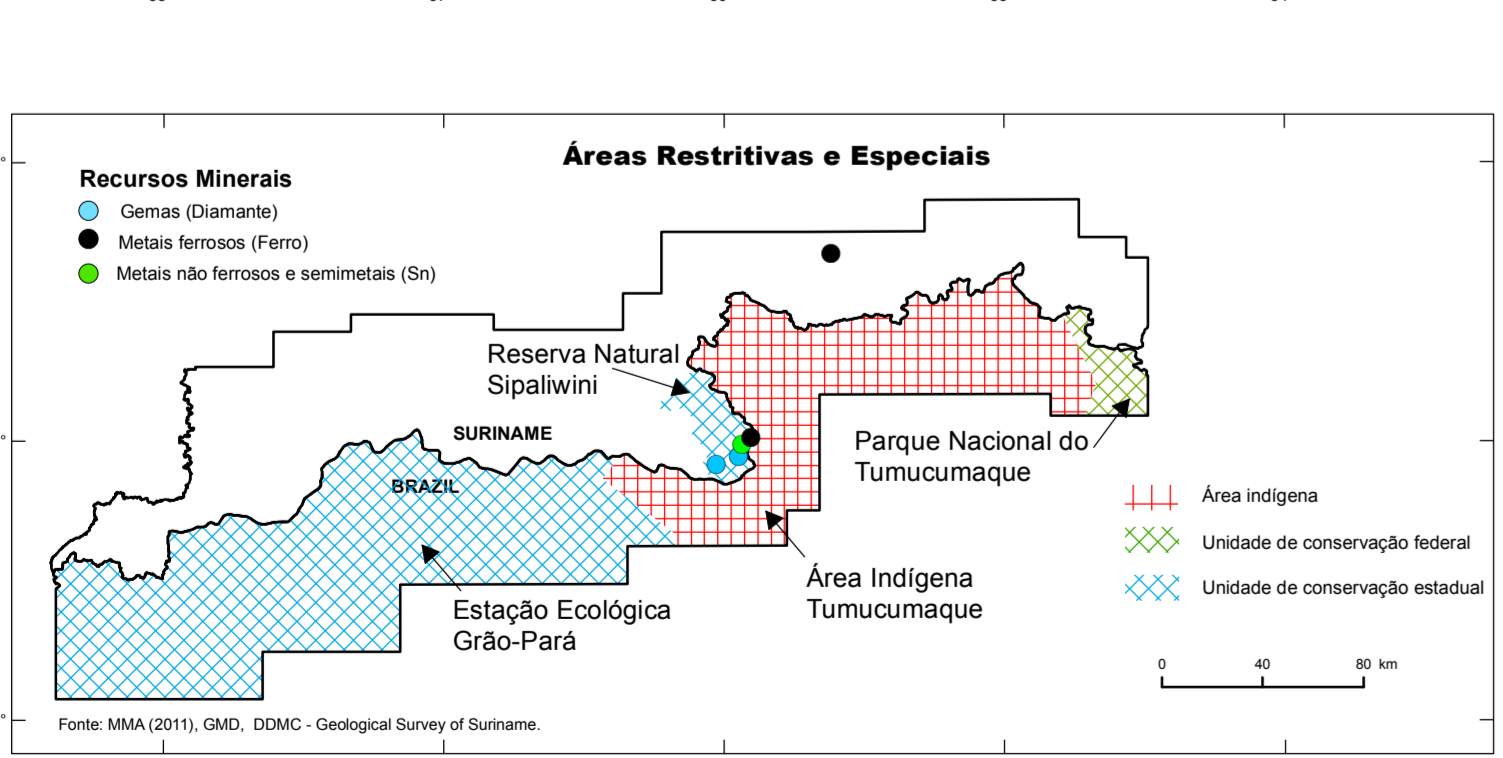 Áreas Restritivas e Especiais
Recursos Minerais
Gemas (Diamante)
Metais ferrosos (Ferro)
Metais não ferrosos e semimetais (Sn)
Reserva Natural
Sipaliwini
SURINAME
BRAZIL
Parque Nacional do
Tumucumaque
Área Indígena
Tumucumaque
Estação Ecológica
Grão-Pará
Área indígena
Unidade de conservação federal
Unidade de conservação estadual
0 40 80 km
Fonte: MMA (2011), GMD, DDMC - Geological Survey of Suriname.